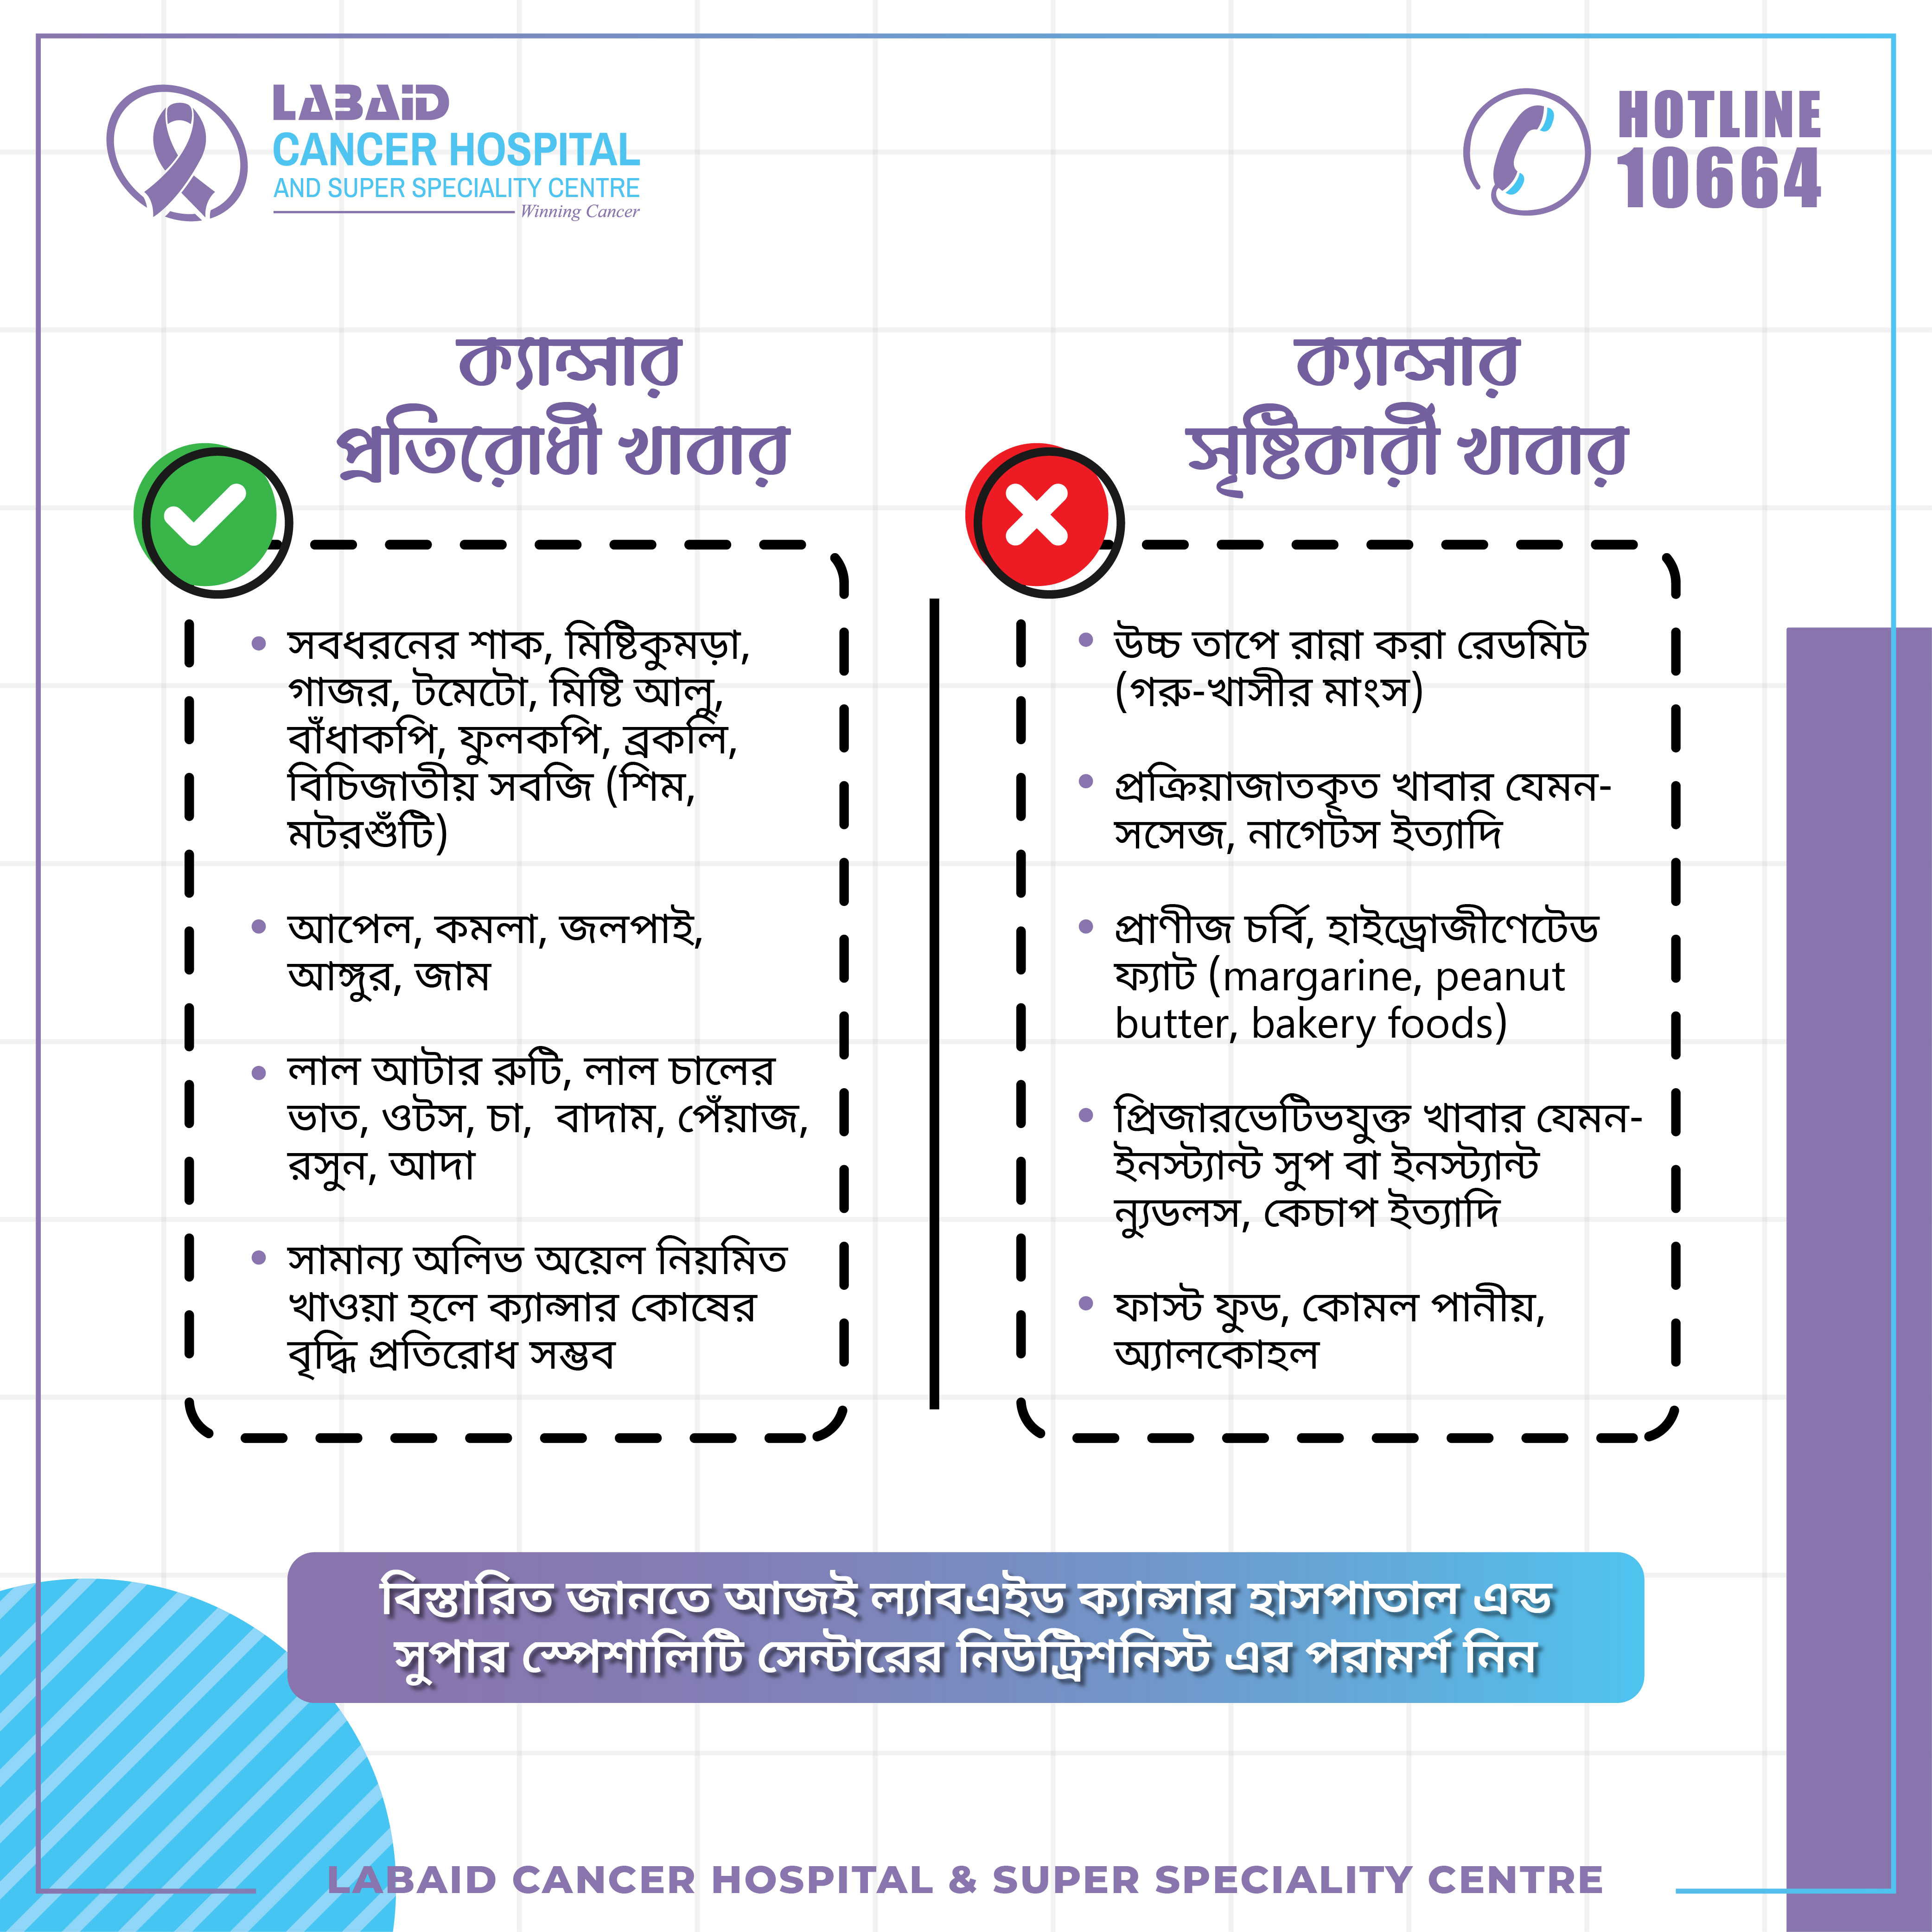 LABAID
CANCER HOSPITAL
AND SUPER SPECIALITY CENTRE
Winning Cancer
HOTLINE
10664
ক্যান্সার
প্রতিরোধী খাবার
সবধরনের শাক, মিষ্টিকুমড়া,
গাজর, টমেটো, মিষ্টি আলু,
বাঁধাকপি, ফুলকপি, ব্রকলি,
বিচিজাতীয় সবজি (শিম,
মটরশুঁটি)
আপেল, কমলা, জলপাই,
আঙ্গুর, জাম
লাল আটার রুটি, লাল চালের
ভাত, ওটস, চা, বাদাম, পেঁয়াজ,
রসুন, আদা
সামান্য অলিভ অয়েল নিয়মিত
খাওয়া হলে ক্যান্সার কোষের
বৃদ্ধি প্রতিরোধ সম্ভব
ক্যান্সার
সৃষ্টিকারী খাবার
উচ্চ তাপে রান্না করা রেডমিট
(গরু-খাসীর মাংস)
প্রক্রিয়াজাতকৃত খাবার যেমন-
সসেজ, নাগেটস ইত্যাদি
প্রাণীজ চর্বি, হাইড্রোজীণেটেড
ফ্যাট (margarine, peanut
butter, bakery foods)
প্রিজারভেটিভযুক্ত খাবার যেমন-
ইনস্ট্যান্ট সুপ বা ইনস্ট্যান্ট
ন্যুডলস, কেচাপ ইত্যাদি
ফাস্ট ফুড, কোমল পানীয়,
অ্যালকোহল
বিস্তারিত জানতে আজই ল্যাবএইড ক্যান্সার হাসপাতাল এন্ড
সুপার স্পেশালিটি সেন্টারের নিউট্রিশনিস্ট এর পরামর্শ নিন
LABAID CANCER HOSPITAL & SUPER SPECIALITY CENTRE